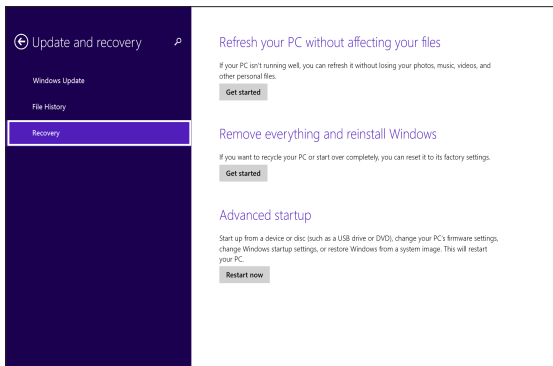 Update and recovery
Windows Update
File History
Recovery
Refresh your PC without affecting your files
If your PC isn't running well, you can refresh it without losing your photos, music, videos, and
other personal files.
Get started
Remove everything and reinstall Windows
If you want to recycle your PC or start over completely, you can reset it to its factory settings.
Get started
Advanced startup
Start up from a device or disc (such as a USB drive or DVD), change your PC's firmware settings,
change Windows startup settings, or restore Windows from a system image. This will restart
your PC.
Restart now